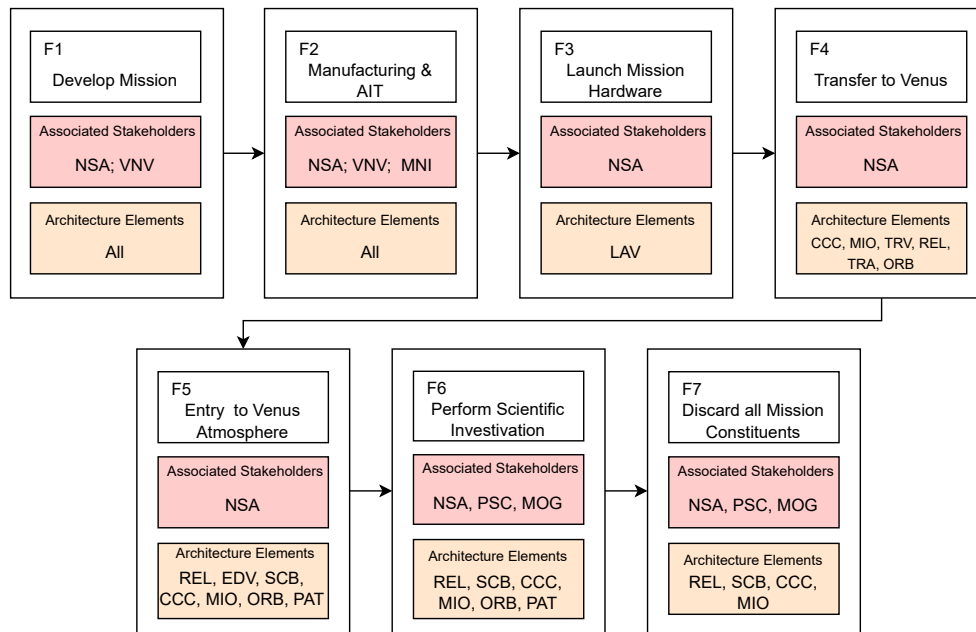 F1
Develop Mission
Associated Stakeholders
NSA; VNV
Architecture Elements
All
F2
Manufacturing &
AIT
Associated Stakeholders
NSA; VNV; MNI
Architecture Elements
All
F3
Launch Mission
Hardware
Associated Stakeholders
NSA
Architecture Elements
LAV
F4
Transfer to Venus
Associated Stakeholders
NSA
Architecture Elements
CCC, MIO, TRV, REL,
TRA, ORB
F5
Entry to Venus
Atmosphere
Associated Stakeholders
NSA
Architecture Elements
REL, EDV, SCB,
CCC, MIO, ORB, PAT
F6
Perform Scientific
Investivation
Associated Stakeholders
NSA, PSC, MOG
Architecture Elements
REL, SCB, CCC,
MIO, ORB, PAT
F7
Discard all Mission
Constituents
Associated Stakeholders
NSA, PSC, MOG
Architecture Elements
REL, SCB, CCC,
MIO